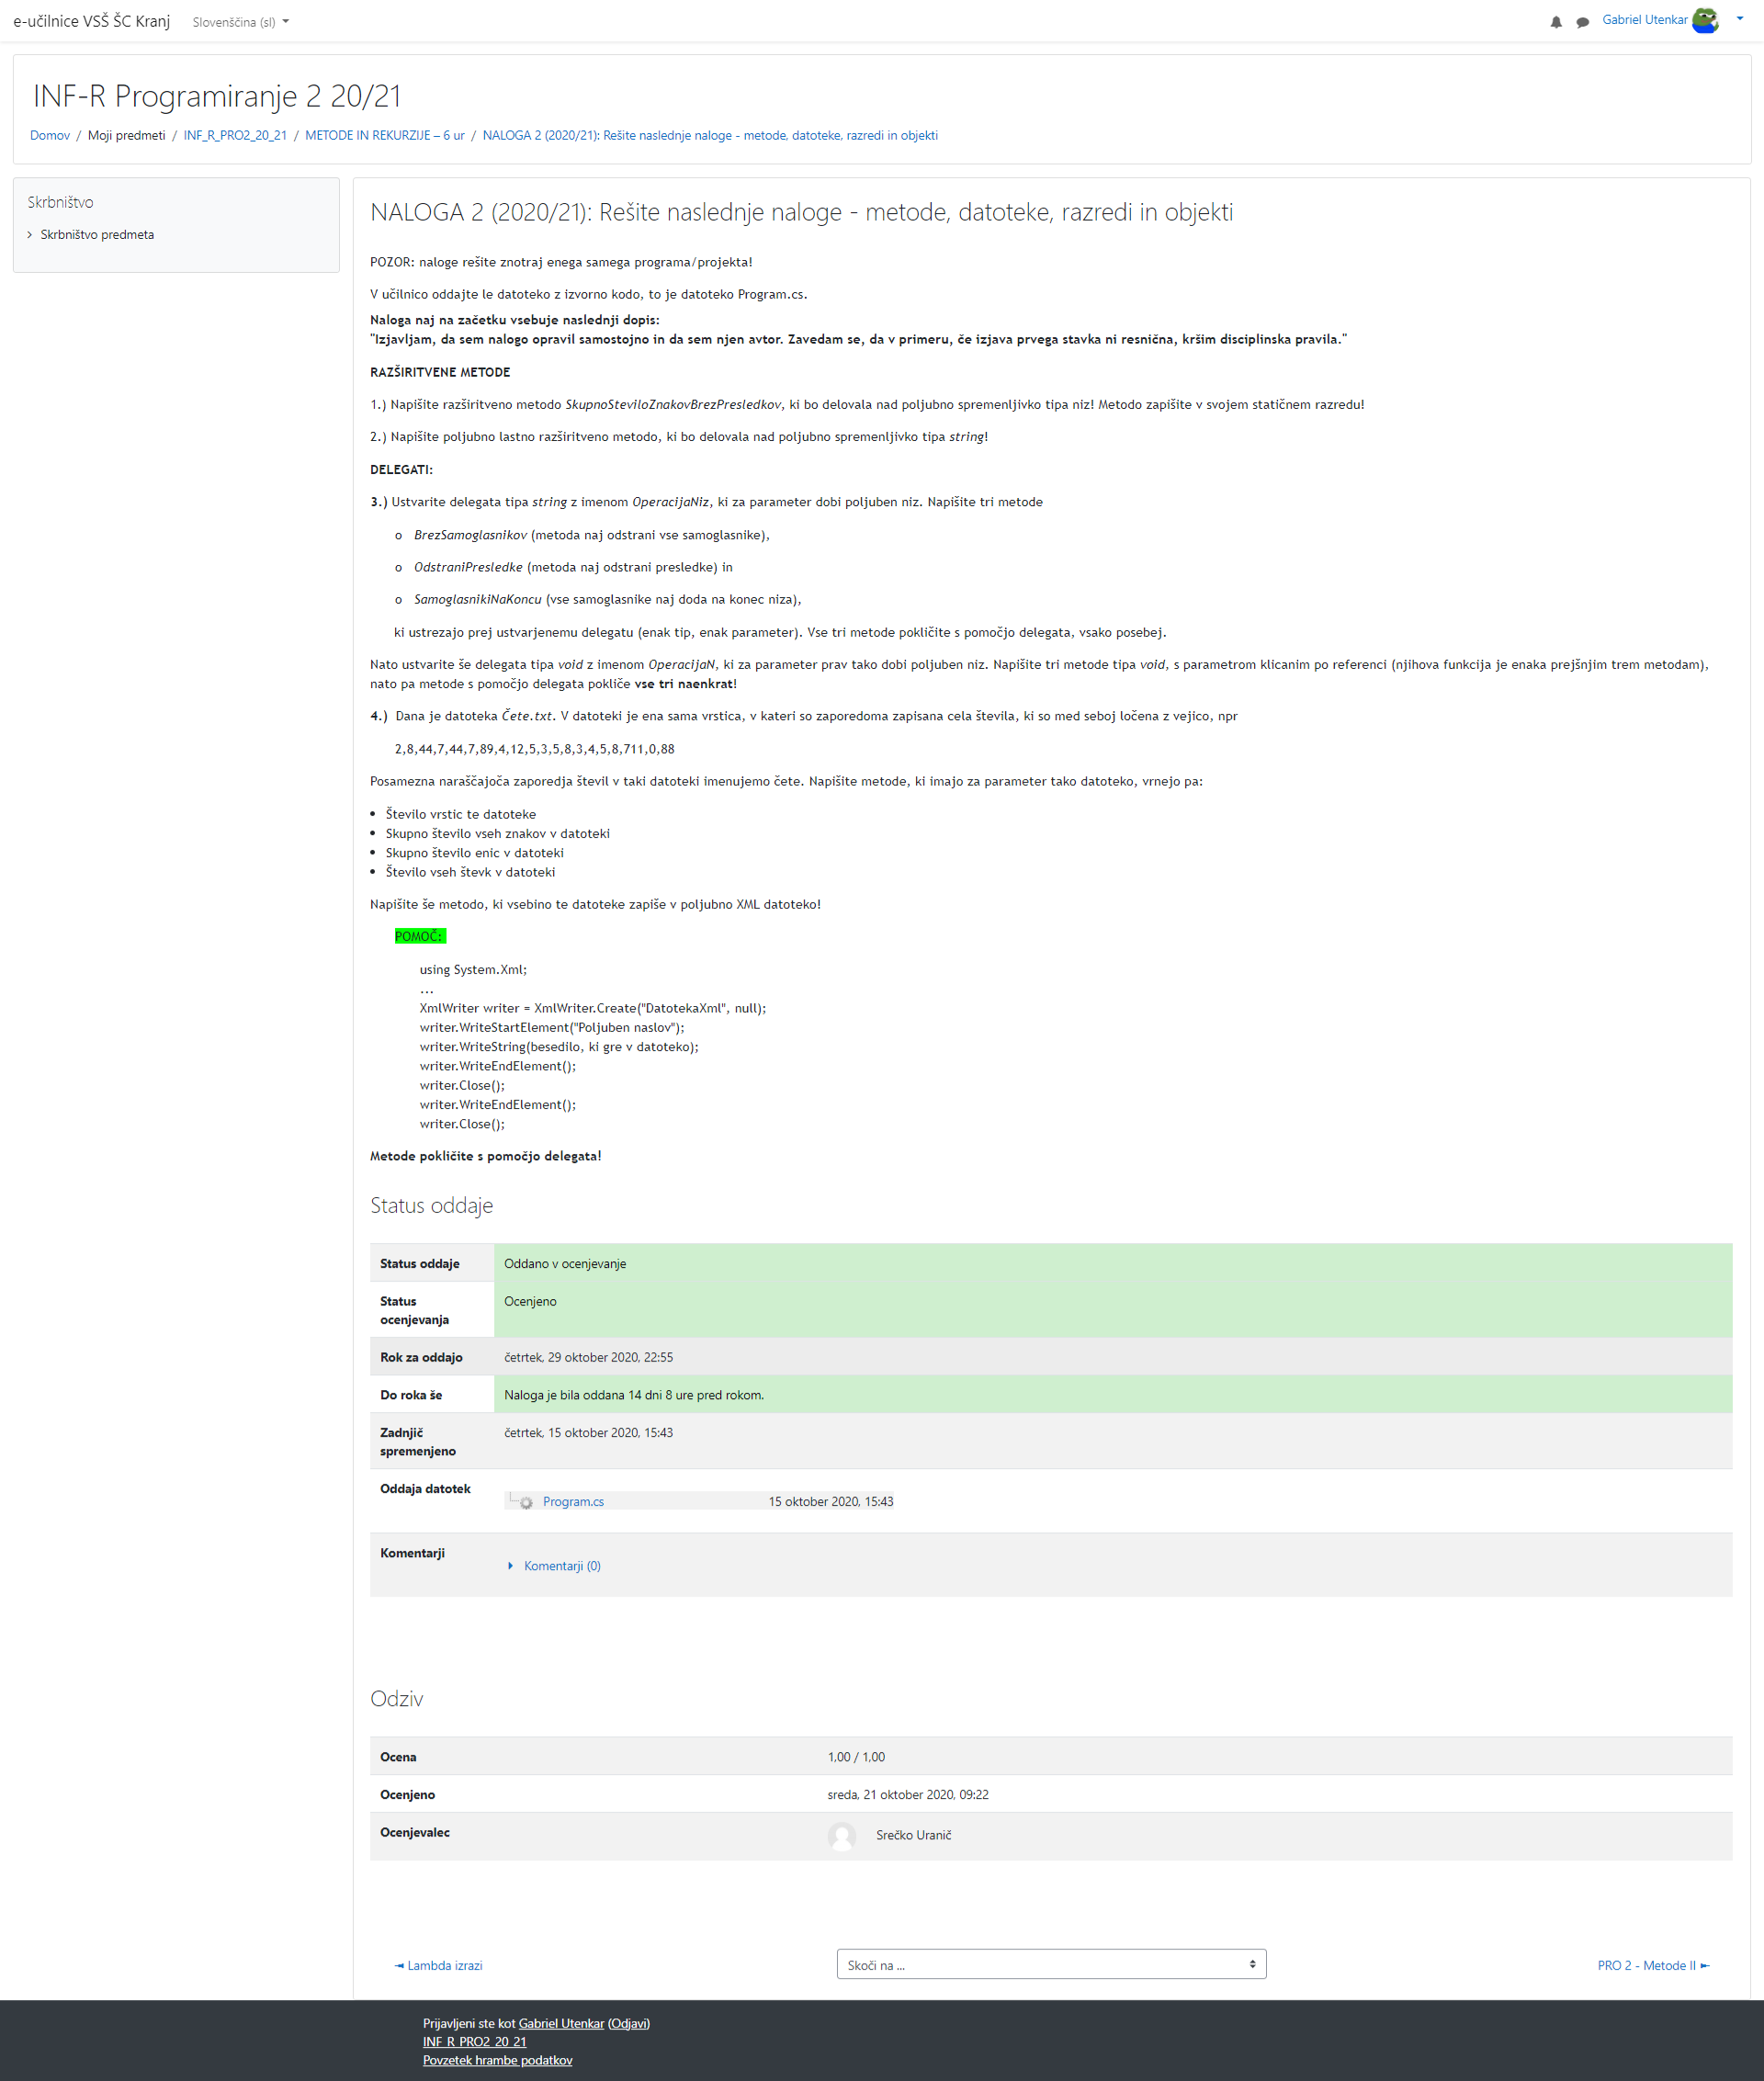 e-učilnice VSŠ ŠC Kranj Slovenščina (sl) Gabriel Utenkar
INF-R Programiranje 2 20/21
Domov / Moji predmeti / INF_R_PRO2_20_21 / METODE IN REKURZIJE – 6 ur / NALOGA 2 (2020/21): Rešite naslednje naloge - metode, datoteke, razredi in objekti
Skrbništvo
Skrbništvo predmeta
NALOGA 2 (2020/21): Rešite naslednje naloge - metode, datoteke, razredi in objekti
POZOR: naloge rešite znotraj enega samega programa/projekta!
V učilnico oddajte le datoteko z izvorno kodo, to je datoteko Program.cs.
Naloga naj na začetku vsebuje naslednji dopis:
"Izjavljam, da sem nalogo opravil samostojno in da sem njen avtor. Zavedam se, da v primeru, če izjava prvega stavka ni resnična, kršim disciplinska pravila."
RAZŠIRITVENE METODE
1.) Napišite razširitveno metodo SkupnoSteviloZnakovBrezPresledkov, ki bo delovala nad poljubno spremenljivko tipa niz! Metodo zapišite v svojem statičnem razredu!
2.) Napišite poljubno lastno razširitveno metodo, ki bo delovala nad poljubno spremenljivko tipa string!
DELEGATI:
3.) Ustvarite delegata tipa string z imenom OperacijaNiz, ki za parameter dobi poljuben niz. Napišite tri metode
o BrezSamoglasnikov (metoda naj odstrani vse samoglasnike),
o OdstraniPresledke (metoda naj odstrani presledke) in
o SamoglasnikiNaKoncu (vse samoglasnike naj doda na konec niza),
ki ustrezajo prej ustvarjenemu delegatu (enak tip, enak parameter). Vse tri metode pokličite s pomočjo delegata, vsako posebej.
Nato ustvarite še delegata tipa void z imenom OperacijaN, ki za parameter prav tako dobi poljuben niz. Napišite tri metode tipa void, s parametrom klicanim po referenci (njihova funkcija je enaka prejšnjim trem metodam),
nato pa metode s pomočjo delegata pokliče vse tri naenkrat!
4.) Dana je datoteka Čete.txt. V datoteki je ena sama vrstica, v kateri so zaporedoma zapisana cela števila, ki so med seboj ločena z vejico, npr
2,8,44,7,44,7,89,4,12,5,3,5,8,3,4,5,8,711,0,88
Posamezna naraščajoča zaporedja števil v taki datoteki imenujemo čete. Napišite metode, ki imajo za parameter tako datoteko, vrnejo pa:
• Število vrstic te datoteke
• Skupno število vseh znakov v datoteki
• Skupno število enic v datoteki
• Število vseh števk v datoteki
Napišite še metodo, ki vsebino te datoteke zapiše v poljubno XML datoteko!
POMOČ:
using System.Xml;
...
XmlWriter writer = XmlWriter.Create("DatotekaXml", null);
writer.WriteStartElement("Poljuben naslov");
writer.WriteString(besedilo, ki gre v datoteko);
writer.WriteEndElement();
writer.Close();
writer.WriteEndElement();
writer.Close();
Metode pokličite s pomočjo delegata!
Status oddaje
Status oddaje Oddano v ocenjevanje
Status ocenjevanja Ocenjeno
Rok za oddajo četrtek, 29 oktober 2020, 22:55
Do roka še Naloga je bila oddana 14 dni 8 ure pred rokom.
Zadnjič spremenjeno četrtek, 15 oktober 2020, 15:43
Oddaja datotek Program.cs 15 oktober 2020, 15:43
Komentarji Komentarji (0)
Odziv
Ocena 1,00 / 1,00
Ocenjeno sreda, 21 oktober 2020, 09:22
Ocenjevalec Srečko Uranič
◄ Lambda izrazi Skoči na ... PRO 2 - Metode II ►
Prijavljeni ste kot Gabriel Utenkar (Odjavi)
INF_R_PRO2_20_21
Povzetek hrambe podatkov